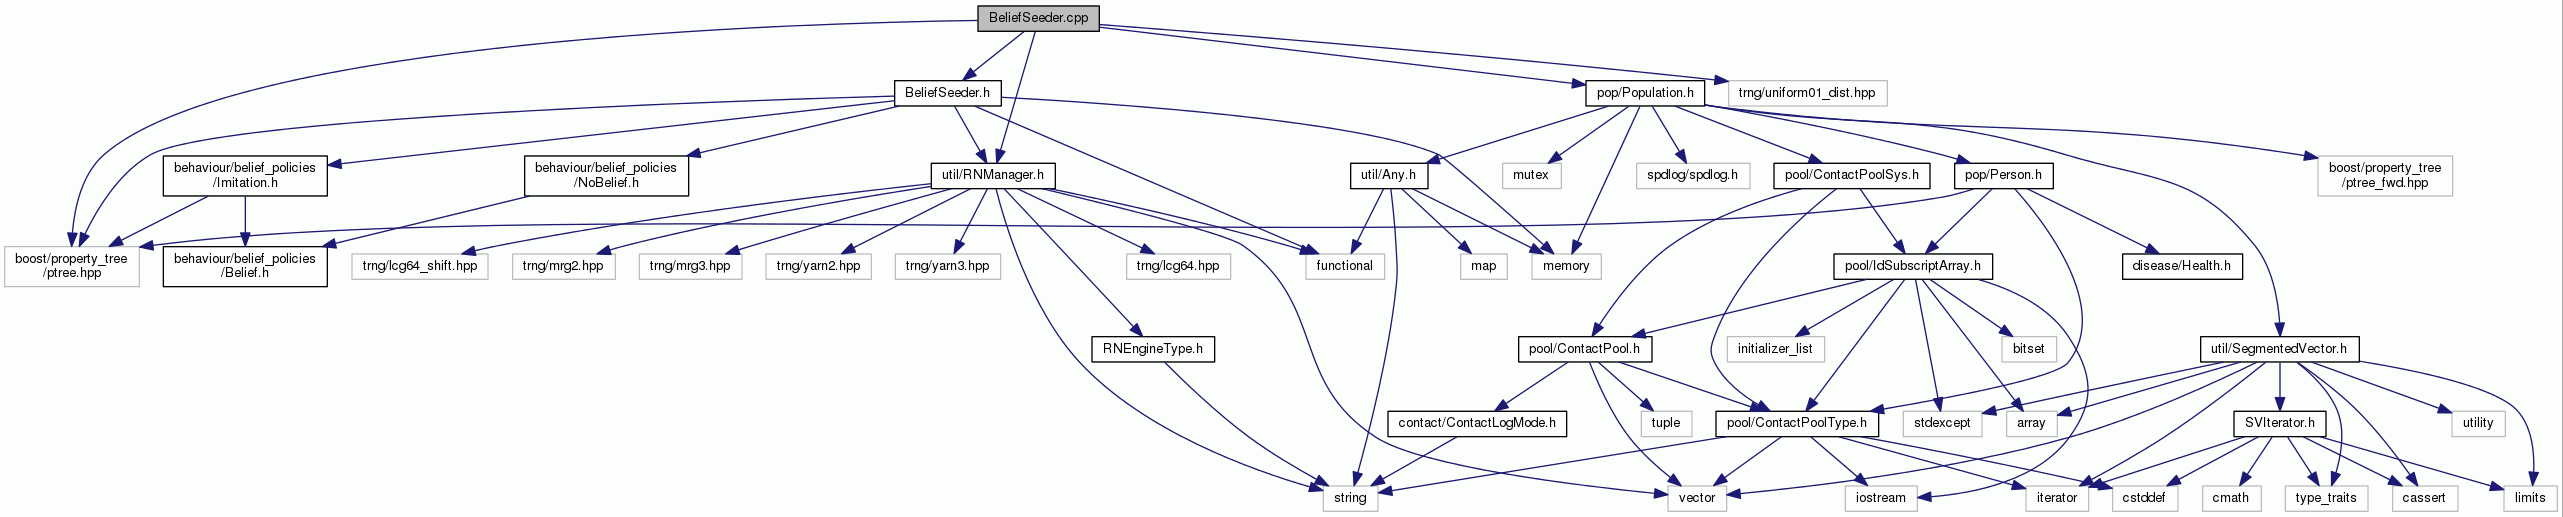 BeliefSeeder.cpp
BeliefSeeder.h
pop/Population.h
trng/uniform01_dist.hpp
behaviour/belief_policies
/Imitation.h
behaviour/belief_policies
/NoBelief.h
util/RNManager.h
util/Any.h
mutex
spdlog/spdlog.h
pool/ContactPoolSys.h
pop/Person.h
boost/property_tree
/ptree_fwd.hpp
boost/property_tree
/ptree.hpp
behaviour/belief_policies
/Belief.h
trng/lcg64_shift.hpp
trng/mrg2.hpp
trng/mrg3.hpp
trng/yarn2.hpp
trng/yarn3.hpp
trng/lcg64.hpp
functional
map
memory
pool/IdSubscriptArray.h
disease/Health.h
RNEngineType.h
pool/ContactPool.h
initializer_list
bitset
util/SegmentedVector.h
contact/ContactLogMode.h
tuple
pool/ContactPoolType.h
stdexcept
array
SVIterator.h
utility
string
vector
iostream
iterator
cstddef
cmath
type_traits
cassert
limits